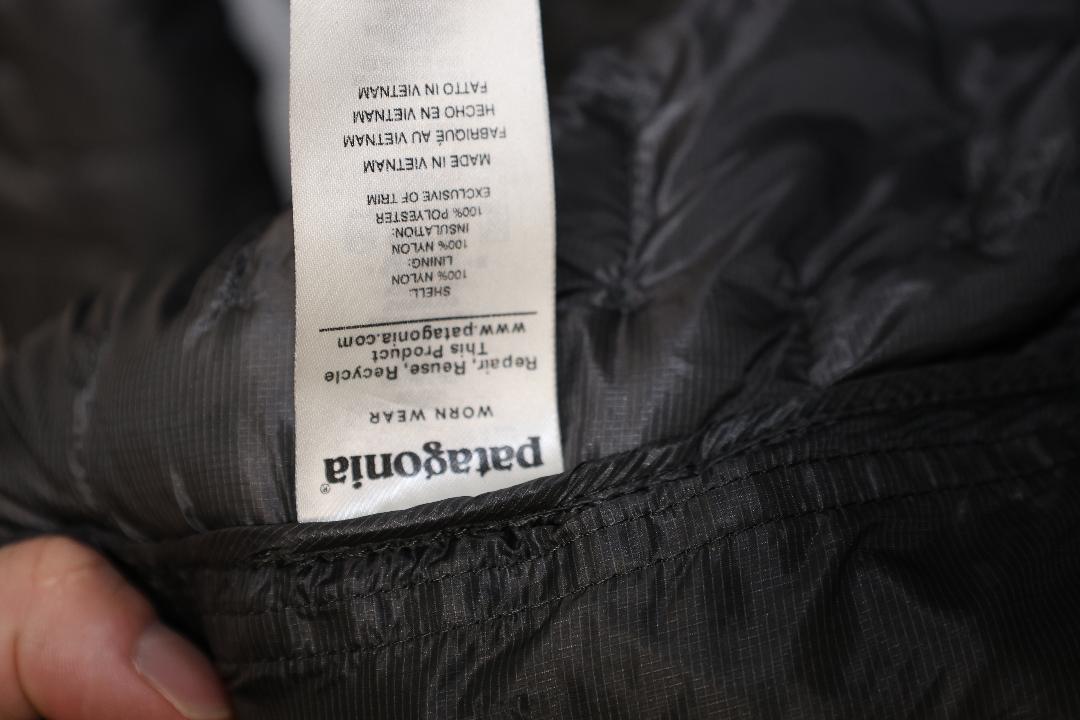 patagonia®
WORN WEAR
Repair, Reuse, Recycle
This Product
www.patagonia.com
SHELL:
100% NYLON
LINING:
100% NYLON
INSULATION:
100% POLYESTER
EXCLUSIVE OF TRIM
MADE IN VIETNAM
FABRIQUÉ AU VIETNAM
HECHO EN VIETNAM
FATTO IN VIETNAM